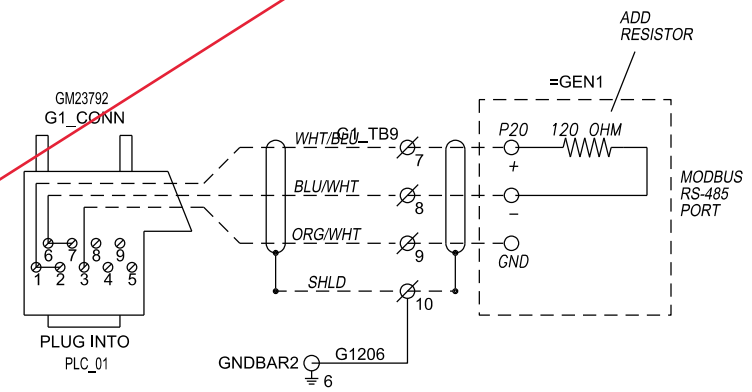 ADD
RESISTOR
=GEN1
GM23792
G1_CONN
WHT/BLU
G1_TB9
7
P20
120 OHM
+
BLU/WHT
8
–
MODBUS
RS-485
PORT
ORG/WHT
9
GND
6 7 8 9
1 2 3 4 5
SHLD
10
PLUG INTO
PLC_01
GNDBAR2
G1206
6